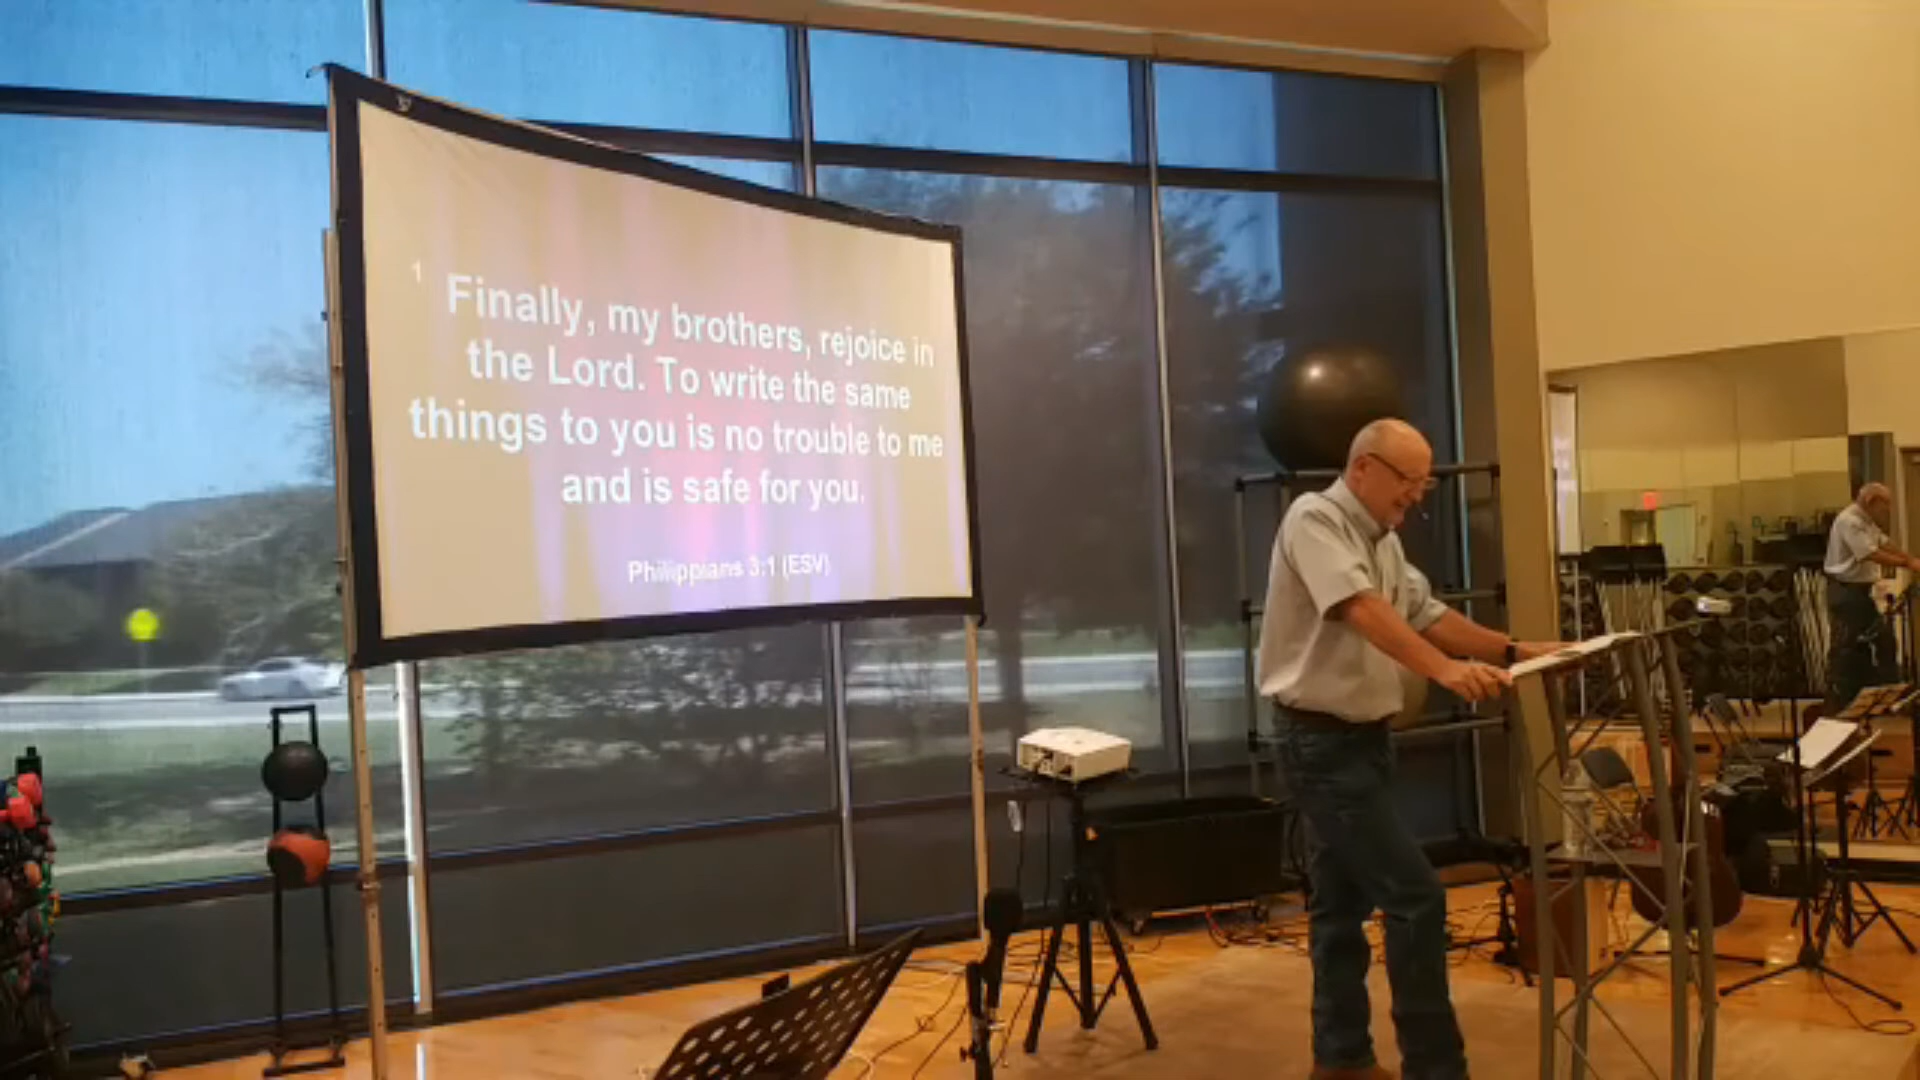 1 Finally, my brothers, rejoice in
the Lord. To write the same
things to you is no trouble to me
and is safe for you.
Philippians 3:1 (ESV)